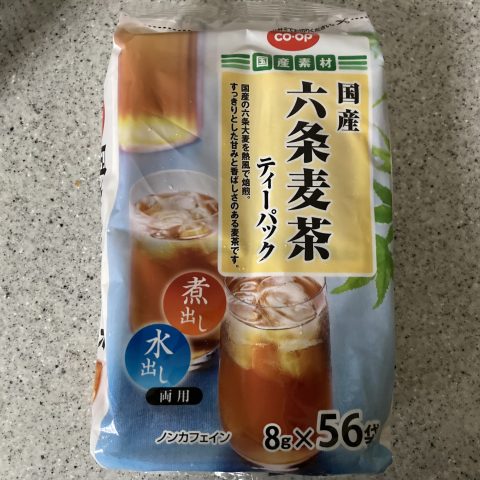 CO·OP
国産素材
国産
六条麦茶
ティーパック
国産の六条大麦を熱風で焙煎。
すっきりとした甘みと香ばしさのある麦茶です。
煮出し
水出し
両用
ノンカフェイン
8g×56袋